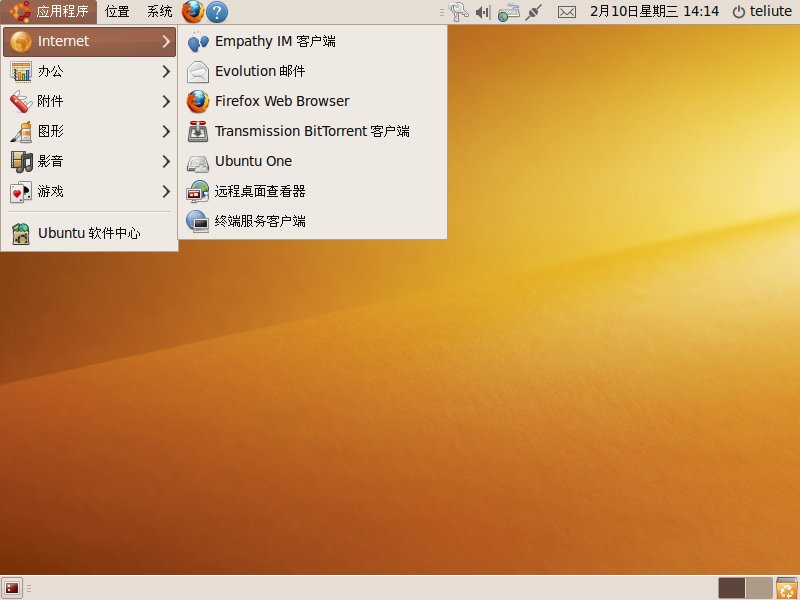 应用程序 位置 系统 2月10日星期三 14:14 teliute
Internet
办公
附件
图形
影音
游戏
Ubuntu 软件中心
Empathy IM 客户端
Evolution 邮件
Firefox Web Browser
Transmission BitTorrent 客户端
Ubuntu One
远程桌面查看器
终端服务客户端